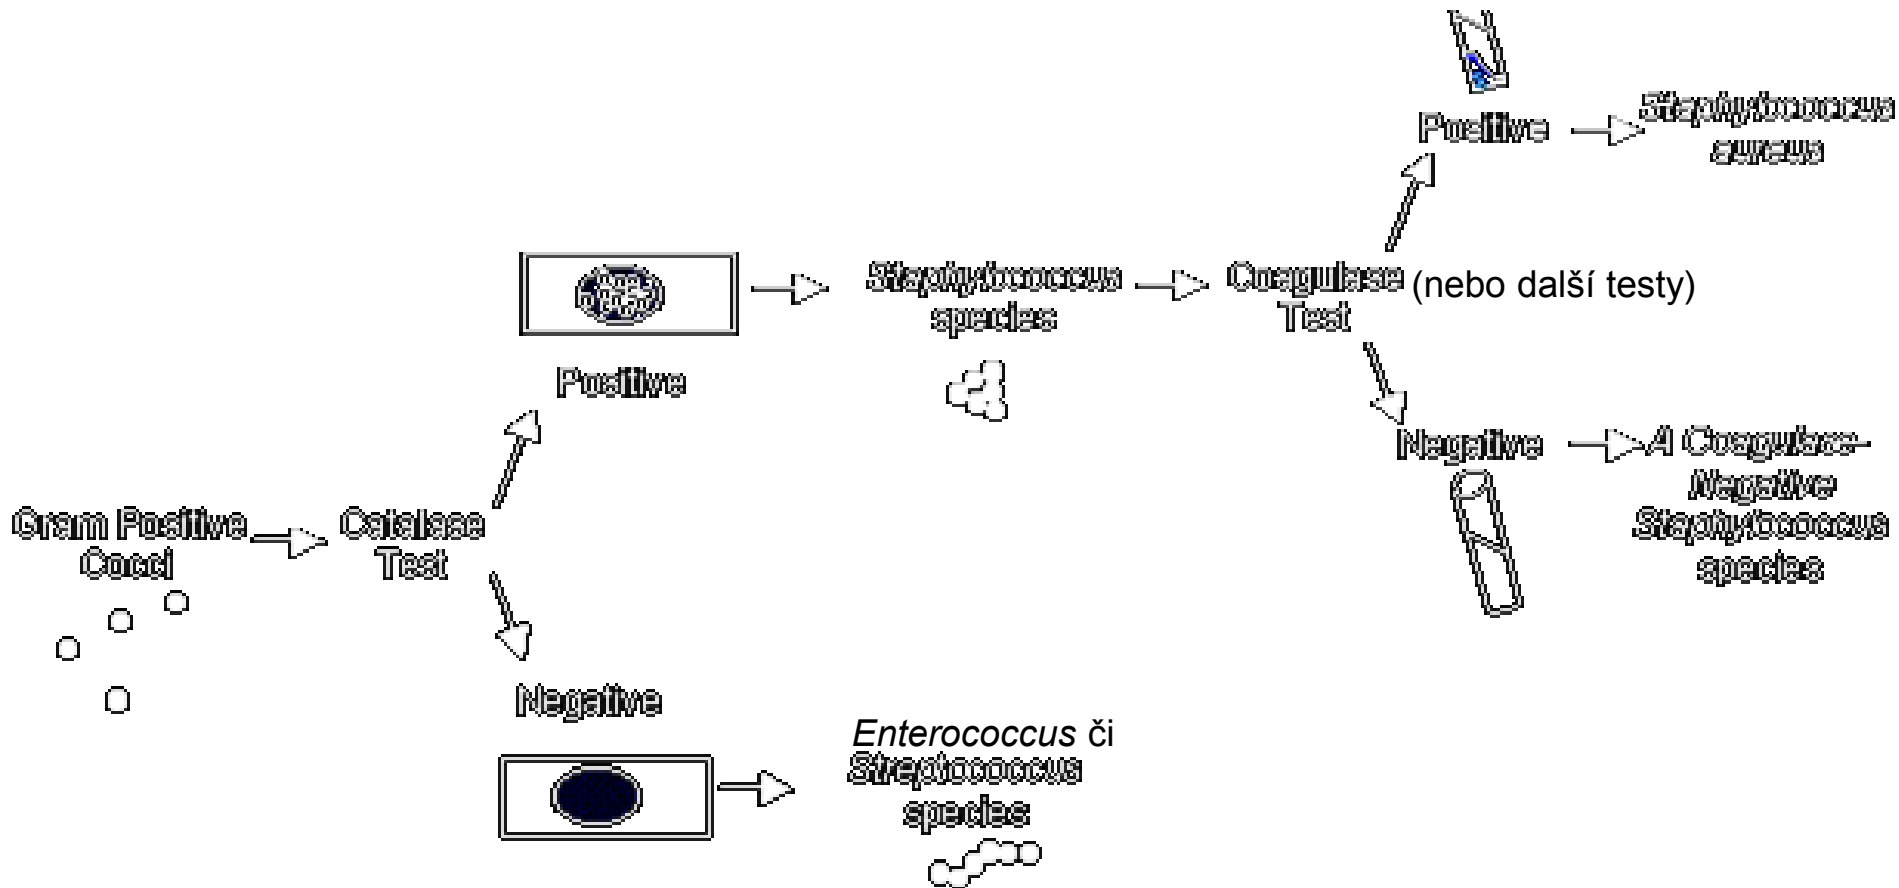 Gram Positive
Cocci
Catalase
Test
Positive
Staphylococcus
species
Coagulase (nebo další testy)
Test
Positive
Staphylococcus
aureus
Negative
A Coagulase-
Negative
Staphylococcus
species
Negative
Enterococcus či
Streptococcus
species